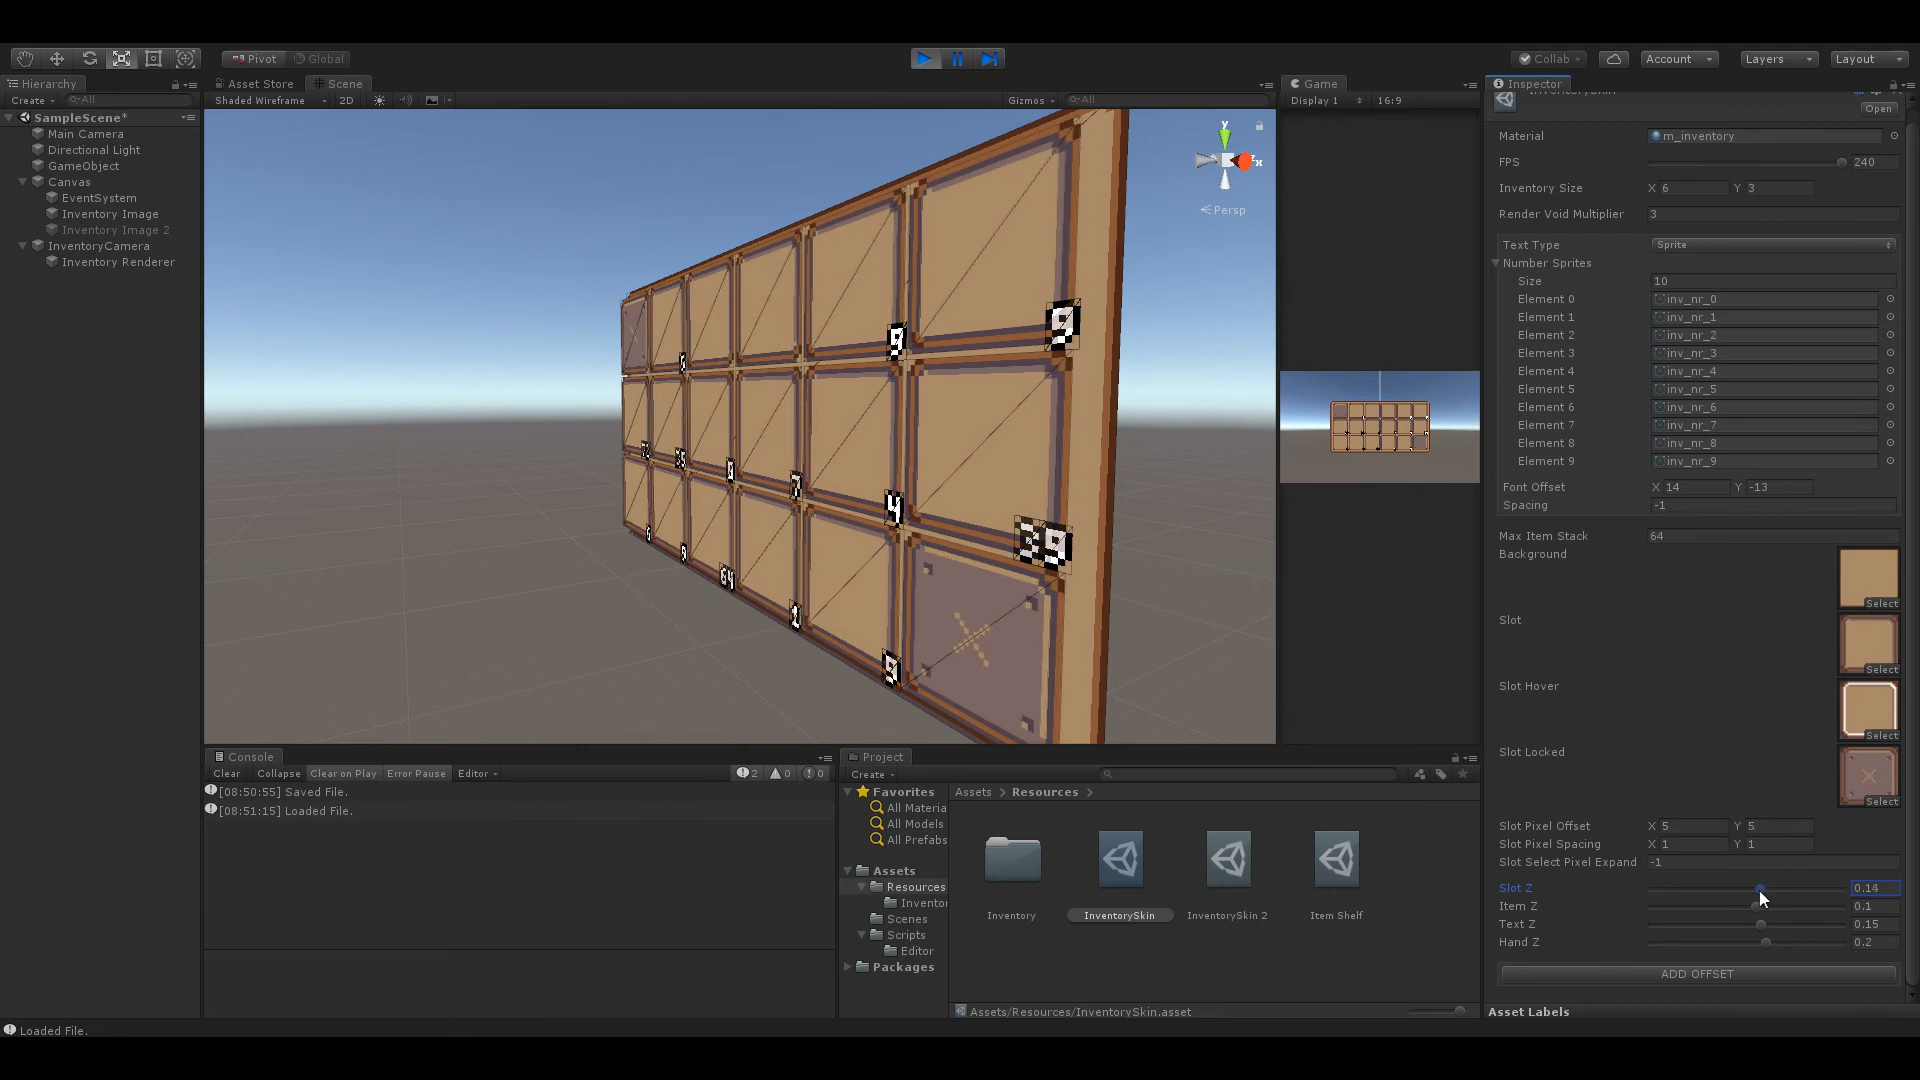 Pivot
Global
Collab
Account
Layers
Layout
Hierarchy
Asset Store
Scene
Game
Inspector
Create
All
Shaded Wireframe
2D
Gizmos
All
Display 1
16:9
Open
SampleScene*
Main Camera
Directional Light
GameObject
Canvas
EventSystem
Inventory Image
Inventory Image 2
InventoryCamera
Inventory Renderer
y
x
Persp
Material
m_inventory
FPS
240
Inventory Size
X 6
Y 3
Render Void Multiplier
3
Text Type
Sprite
Number Sprites
Size
10
Element 0
inv_nr_0
Element 1
inv_nr_1
Element 2
inv_nr_2
Element 3
inv_nr_3
Element 4
inv_nr_4
Element 5
inv_nr_5
Element 6
inv_nr_6
Element 7
inv_nr_7
Element 8
inv_nr_8
Element 9
inv_nr_9
Font Offset
X 14
Y -13
Spacing
-1
Max Item Stack
64
Background
Select
Slot
Select
Slot Hover
Select
Slot Locked
Select
Slot Pixel Offset
X 5
Y 5
Slot Pixel Spacing
X 1
Y 1
Slot Select Pixel Expand
-1
Slot Z
0.14
Item Z
0.1
Text Z
0.15
Hand Z
0.2
ADD OFFSET
Asset Labels
Console
Clear
Collapse
Clear on Play
Error Pause
Editor
2
0
0
[08:50:55] Saved File.
[08:51:15] Loaded File.
Project
Create
Favorites
All Materia
All Models
All Prefabs
Assets
Resources
Inventor
Scenes
Scripts
Editor
Packages
Assets > Resources >
Inventory
InventorySkin
InventorySkin 2
Item Shelf
Assets/Resources/InventorySkin.asset
Loaded File.